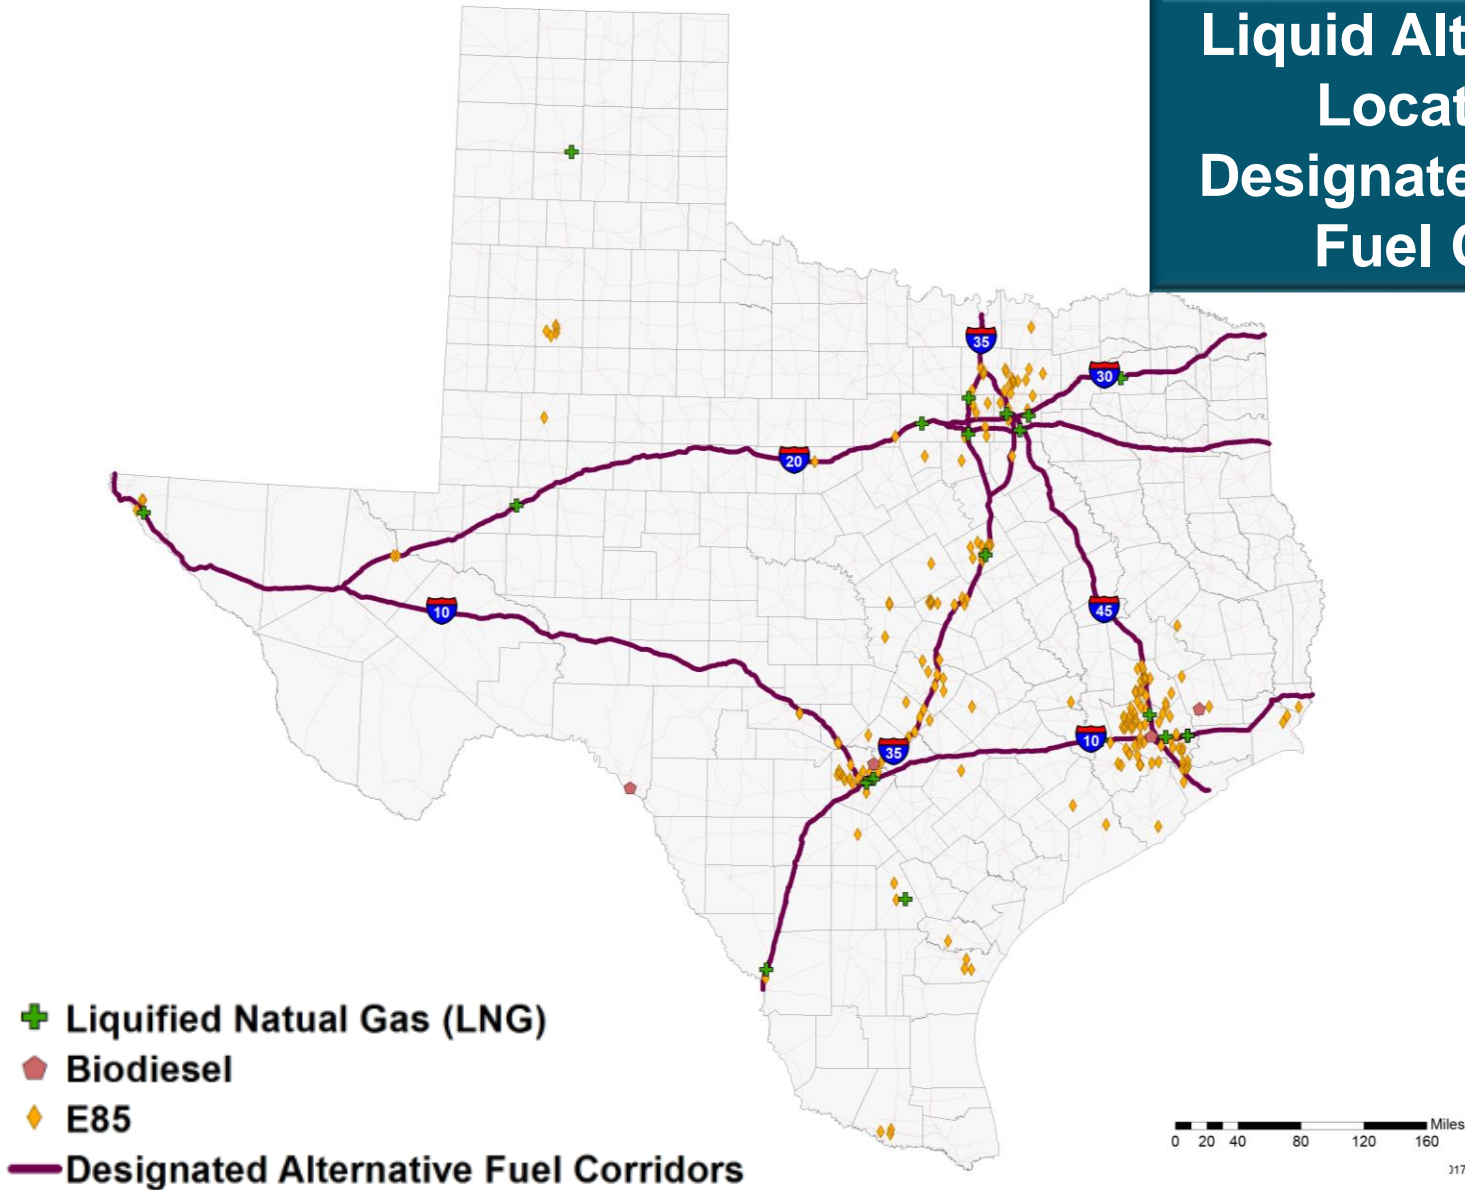 Liquid Alt
Locat
Designate
Fuel C
35
30
20
10
45
35
10
Liquified Natual Gas (LNG)
Biodiesel
E85
Designated Alternative Fuel Corridors
Miles
0 20 40 80 120 160
017